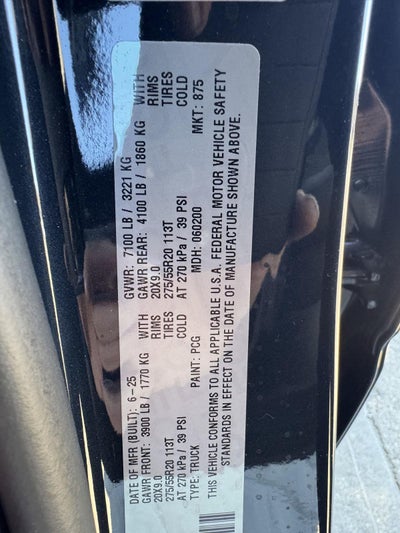 DATE OF MFR (BUILT): 6-25 GVWR: 7100 LB / 3221 KG
GAWR FRONT: 3900 LB / 1770 KG WITH GAWR REAR: 4100 LB / 1860 KG WITH
20X9.0 RIMS 20X9.0 RIMS
275/55R20 113T TIRES 275/55R20 113T TIRES
AT 270 kPa / 39 PSI COLD AT 270 kPa / 39 PSI COLD
PAINT: PCG MDH: 060200 MKT: 875
TYPE: TRUCK
THIS VEHICLE CONFORMS TO ALL APPLICABLE U.S.A. FEDERAL MOTOR VEHICLE SAFETY
STANDARDS IN EFFECT ON THE DATE OF MANUFACTURE SHOWN ABOVE.